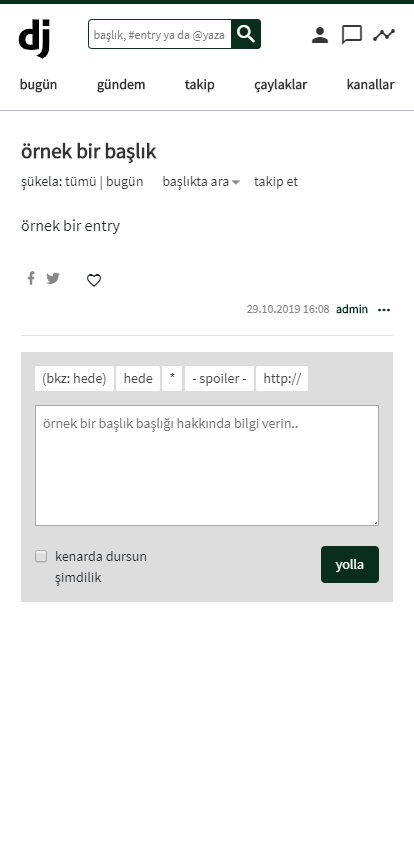 dj
başlık, #entry ya da @yaza
bugün gündem takip çaylaklar kanallar
örnek bir başlık
şükela: tümü | bugün başlıkta ara takip et
örnek bir entry
29.10.2019 16:08 admin
(bkz: hede) hede * - spoiler - http://
örnek bir başlık başlığı hakkında bilgi verin..
kenarda dursun
şimdilik
yolla